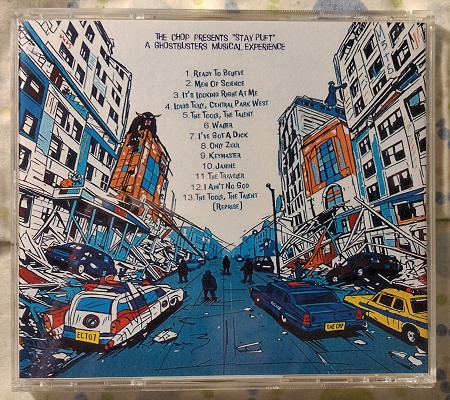 THE CHOP PRESENTS "STAY PUFT"
A GHOSTBUSTERS MUSICAL EXPERIENCE
1. READY TO BELIEVE
2. MEN OF SCIENCE
3. IT'S LOOKING RIGHT AT ME
4. LOUIS TULLY, CENTRAL PARK WEST
5. THE TOOLS, THE TALENT
6 WAITER
7. I'VE GOT A DICK
8. ONLY ZUUL
9. KEYMASTER
10. JANINE
11. THE TRAVELER
12. I AIN'T NO GOD
13. THE TOOLS, THE TALENT
(REPRISE)
ECTO7
THE CHP